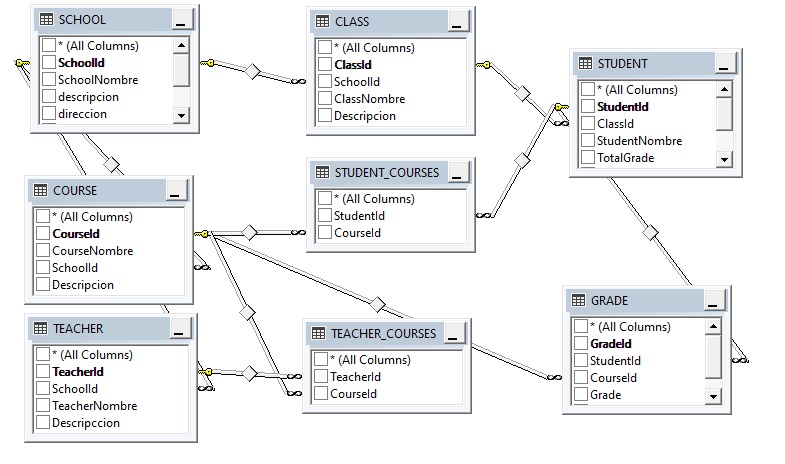 SCHOOL
* (All Columns)
SchoolId
SchoolNombre
descripcion
direccion
CLASS
* (All Columns)
ClassId
SchoolId
ClassNombre
Descripcion
STUDENT
* (All Columns)
StudentId
ClassId
StudentNombre
TotalGrade
STUDENT_COURSES
* (All Columns)
StudentId
CourseId
COURSE
* (All Columns)
CourseId
CourseNombre
SchoolId
Descripcion
TEACHER
* (All Columns)
TeacherId
SchoolId
TeacherNombre
Descripccion
TEACHER_COURSES
* (All Columns)
TeacherId
CourseId
GRADE
* (All Columns)
GradeId
StudentId
CourseId
Grade